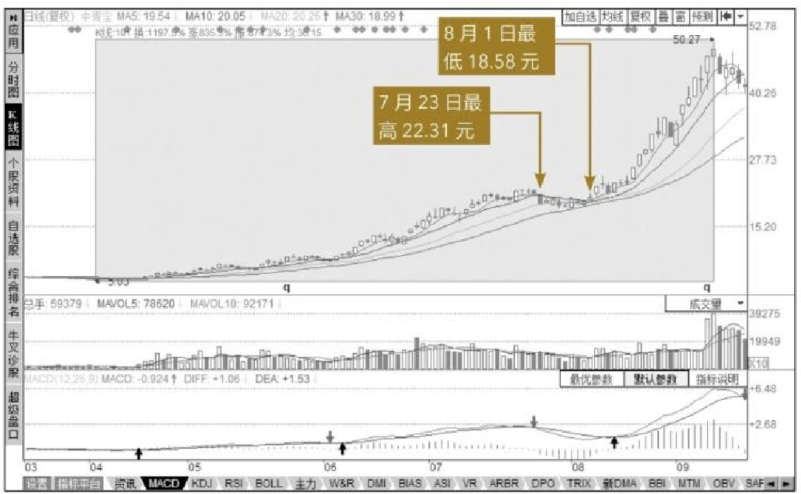 日线(复权) 中青宝 MA5: 19.54↓ MA10: 20.05↓ MA20: 20.26↑ MA30: 18.99↑
加自选 均线 复权 叠 窗 预测
8月1日最
低 18.58 元
7月23日最
高 22.31 元
50.27
5.03
52.78
40.26
27.73
15.20
q
q
应用
分时图
K线图
个股资料
自选股
综合排名
牛叉诊股
超级盘口
总手: 59379↓ MAVOL5: 78620↓ MAVOL10: 92171↓
成交量
39275
19949
X10
MACD(12,26,9) MACD: -0.924↑ DIFF: +1.06↓ DEA: +1.53↓
最优参数 默认参数 指标说明
+6.48
+2.68
03 04 05 06 07 08 09
设置 指标平台 资讯 MACD KDJ RSI BOLL 主力 W&R DMI BIAS ASI VR ARBR DPO TRIX 新DMA BBI MTM OBV SAF